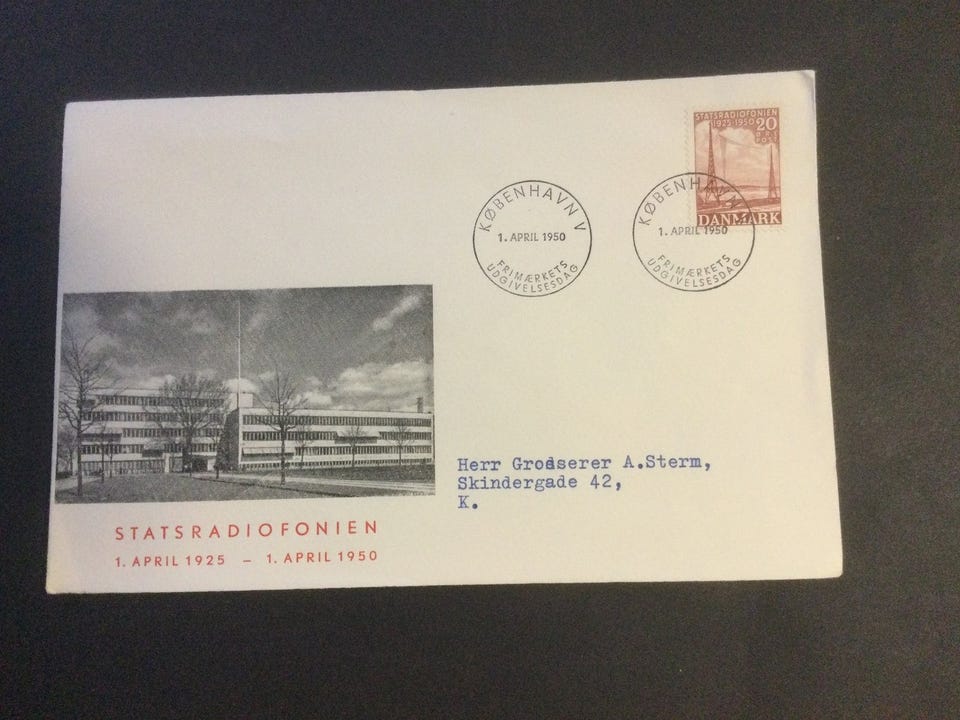 STATSRADIOFONIEN
1925-1950 20
ØRE
POST
DANMARK
KØBENHAVN V
1. APRIL 1950
FRIMÆRKETS
UDGIVELSESDAG
KØBENHAVN V
1. APRIL 1950
FRIMÆRKETS
UDGIVELSESDAG
Herr Grosserer A.Sterm,
Skindergade 42,
K.
STATSRADIOFONIEN
1. APRIL 1925 – 1. APRIL 1950